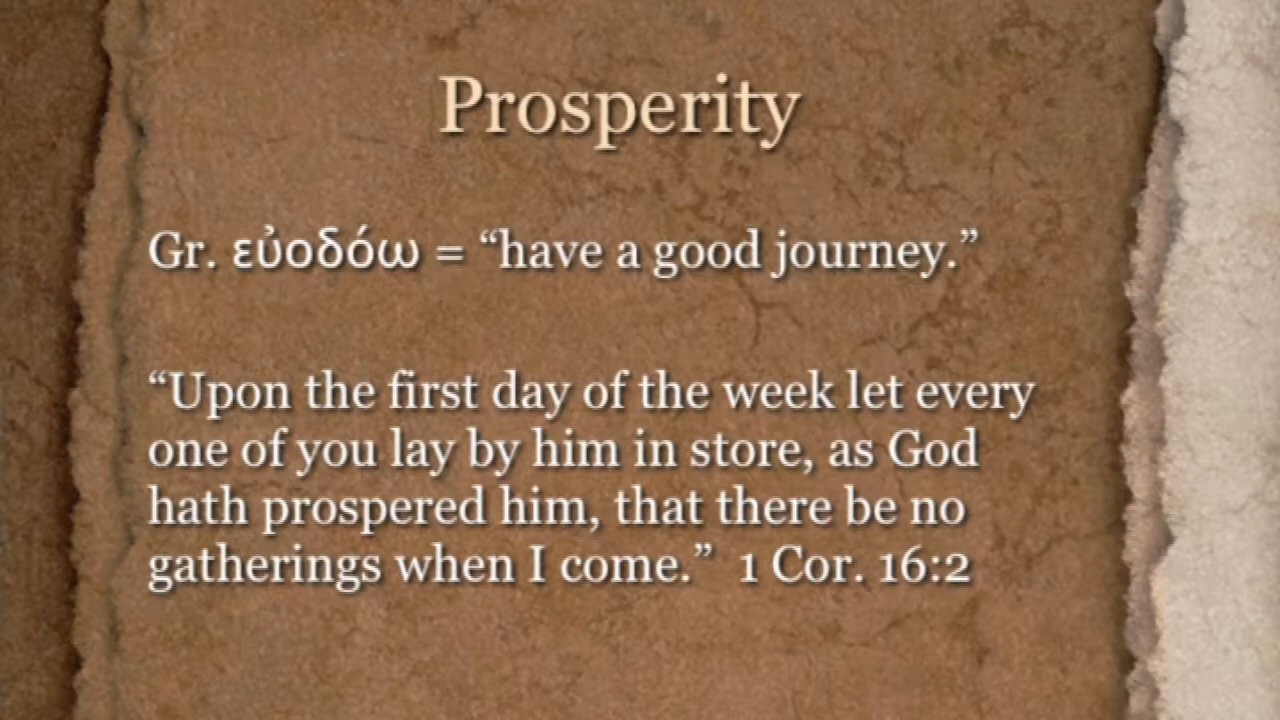 Prosperity
Gr. εὐοδόω = “have a good journey.”
“Upon the first day of the week let every
one of you lay by him in store, as God
hath prospered him, that there be no
gatherings when I come.” 1 Cor. 16:2